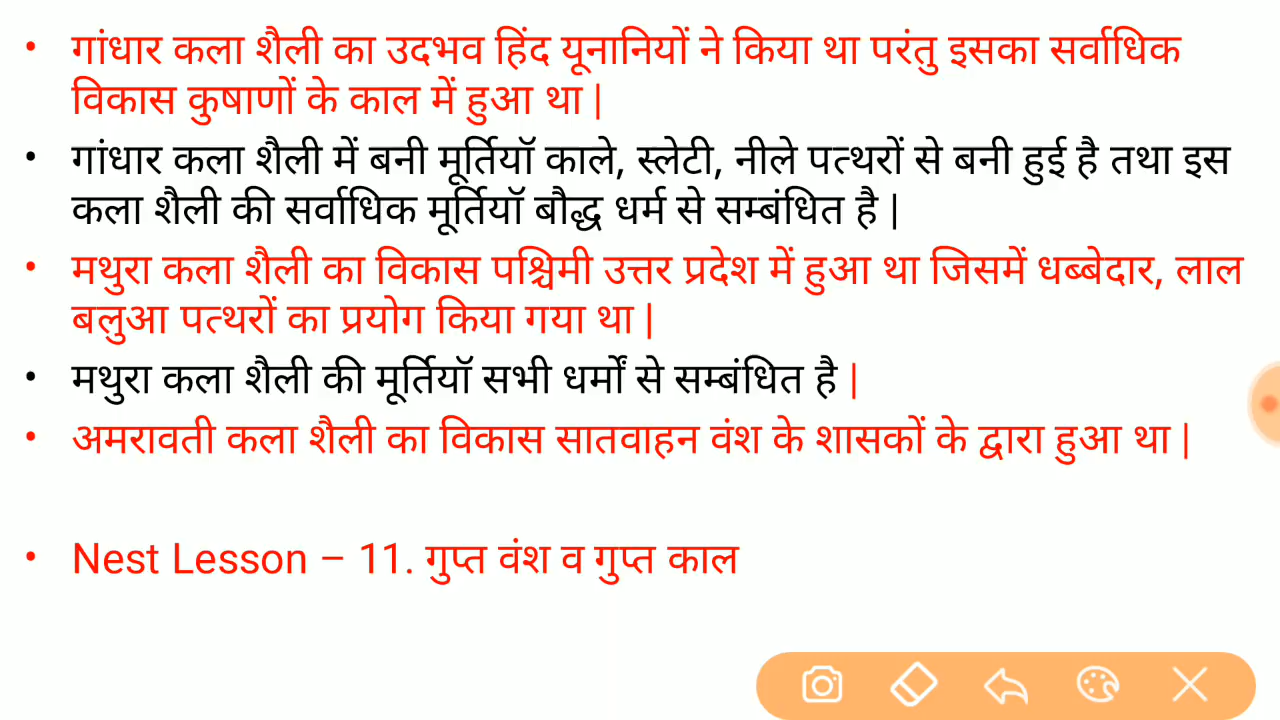 • गांधार कला शैली का उदभव हिंद यूनानियों ने किया था परंतु इसका सर्वाधिक
विकास कुषाणों के काल में हुआ था |
• गांधार कला शैली में बनी मूर्तियॉ काले, स्लेटी, नीले पत्थरों से बनी हुई है तथा इस
कला शैली की सर्वाधिक मूर्तियॉ बौद्ध धर्म से सम्बंधित है |
• मथुरा कला शैली का विकास पश्चिमी उत्तर प्रदेश में हुआ था जिसमें धब्बेदार, लाल
बलुआ पत्थरों का प्रयोग किया गया था |
• मथुरा कला शैली की मूर्तियॉ सभी धर्मों से सम्बंधित है |
• अमरावती कला शैली का विकास सातवाहन वंश के शासकों के द्वारा हुआ था |
• Nest Lesson – 11. गुप्त वंश व गुप्त काल